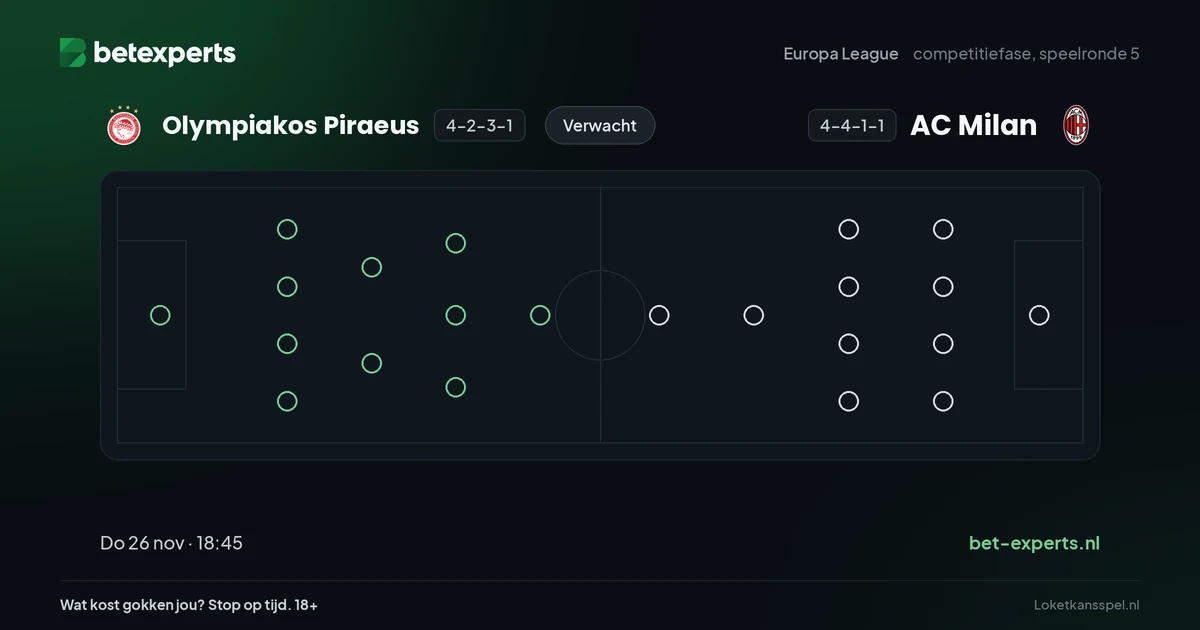 betexperts
Europa League competitiefase, speelronde 5
Olympiakos Piraeus 4-2-3-1 Verwacht 4-4-1-1 AC Milan
Do 26 nov · 18:45
bet-experts.nl
Wat kost gokken jou? Stop op tijd. 18+
Loketkansspel.nl